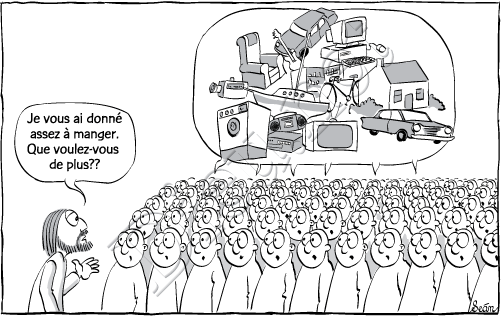 Je vous ai donné
assez à manger.
Que voulez-vous
de plus??
Seán